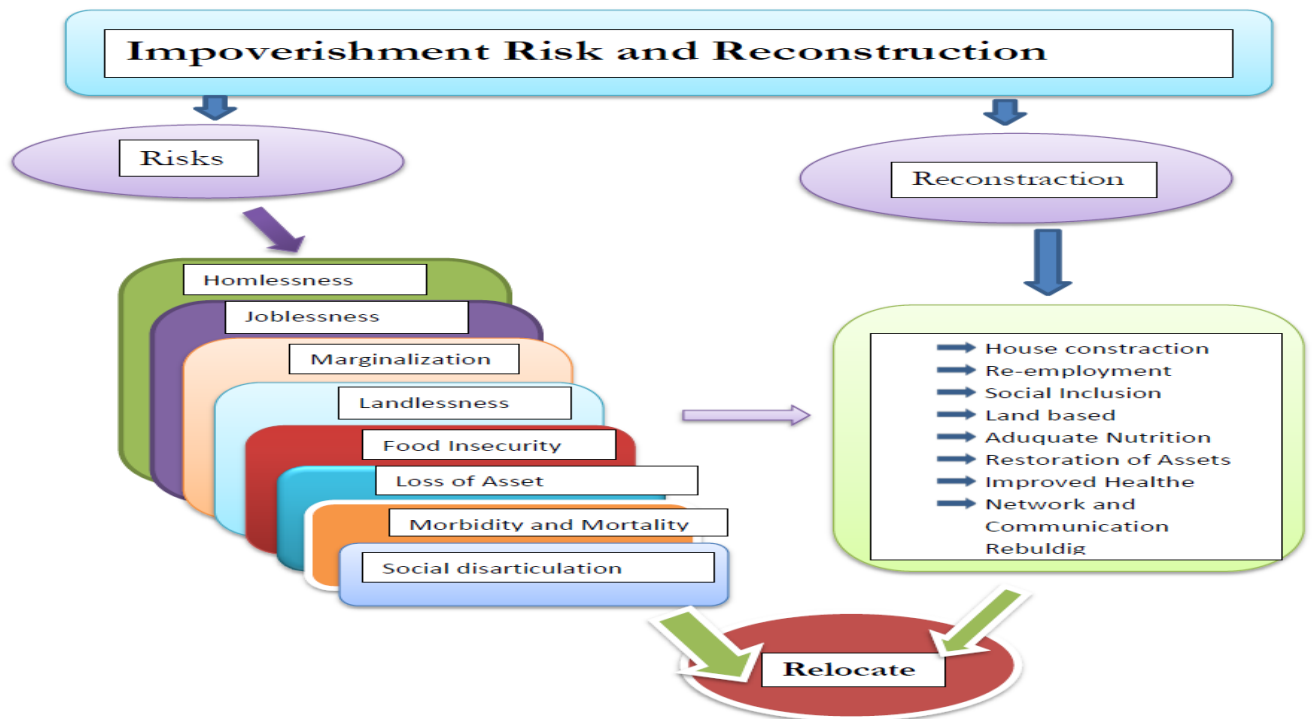 Impoverishment Risk and Reconstruction
Risks
Reconstraction
Homlessness
Joblessness
Marginalization
Landlessness
Food Insecurity
Loss of Asset
Morbidity and Mortality
Social disarticulation
House constraction
Re-employment
Social Inclusion
Land based
Aduquate Nutrition
Restoration of Assets
Improved Healthe
Network and
Communication
Rebuldig
Relocate